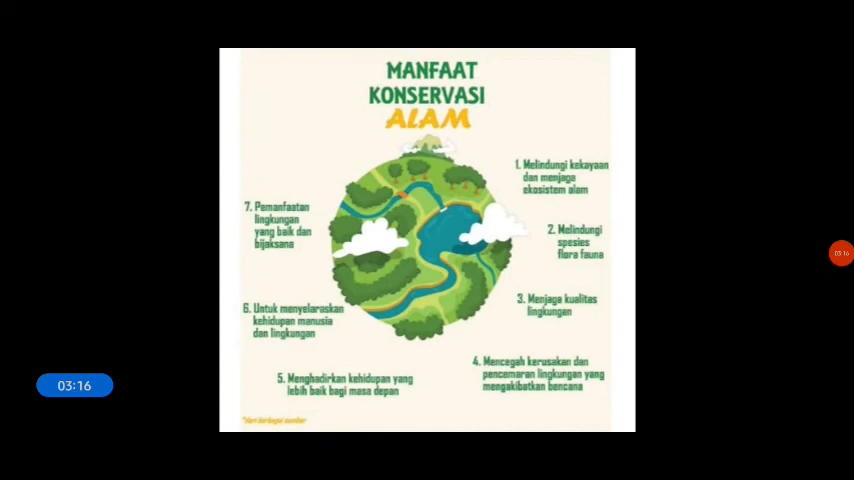 MANFAAT
KONSERVASI
ALAM
1. Melindungi kekayaan
dan menjaga
ekosistem alam
2. Melindungi
spesies
flora fauna
3. Menjaga kualitas
lingkungan
4. Mencegah kerusakan dan
pencemaran lingkungan yang
mengakibatkan bencana
5. Menghadirkan kehidupan yang
lebih baik bagi masa depan
6. Untuk menyelaraskan
kehidupan manusia
dan lingkungan
7. Pemanfaatan
lingkungan
yang baik dan
bijaksana
*dari berbagai sumber
03:16
03:16